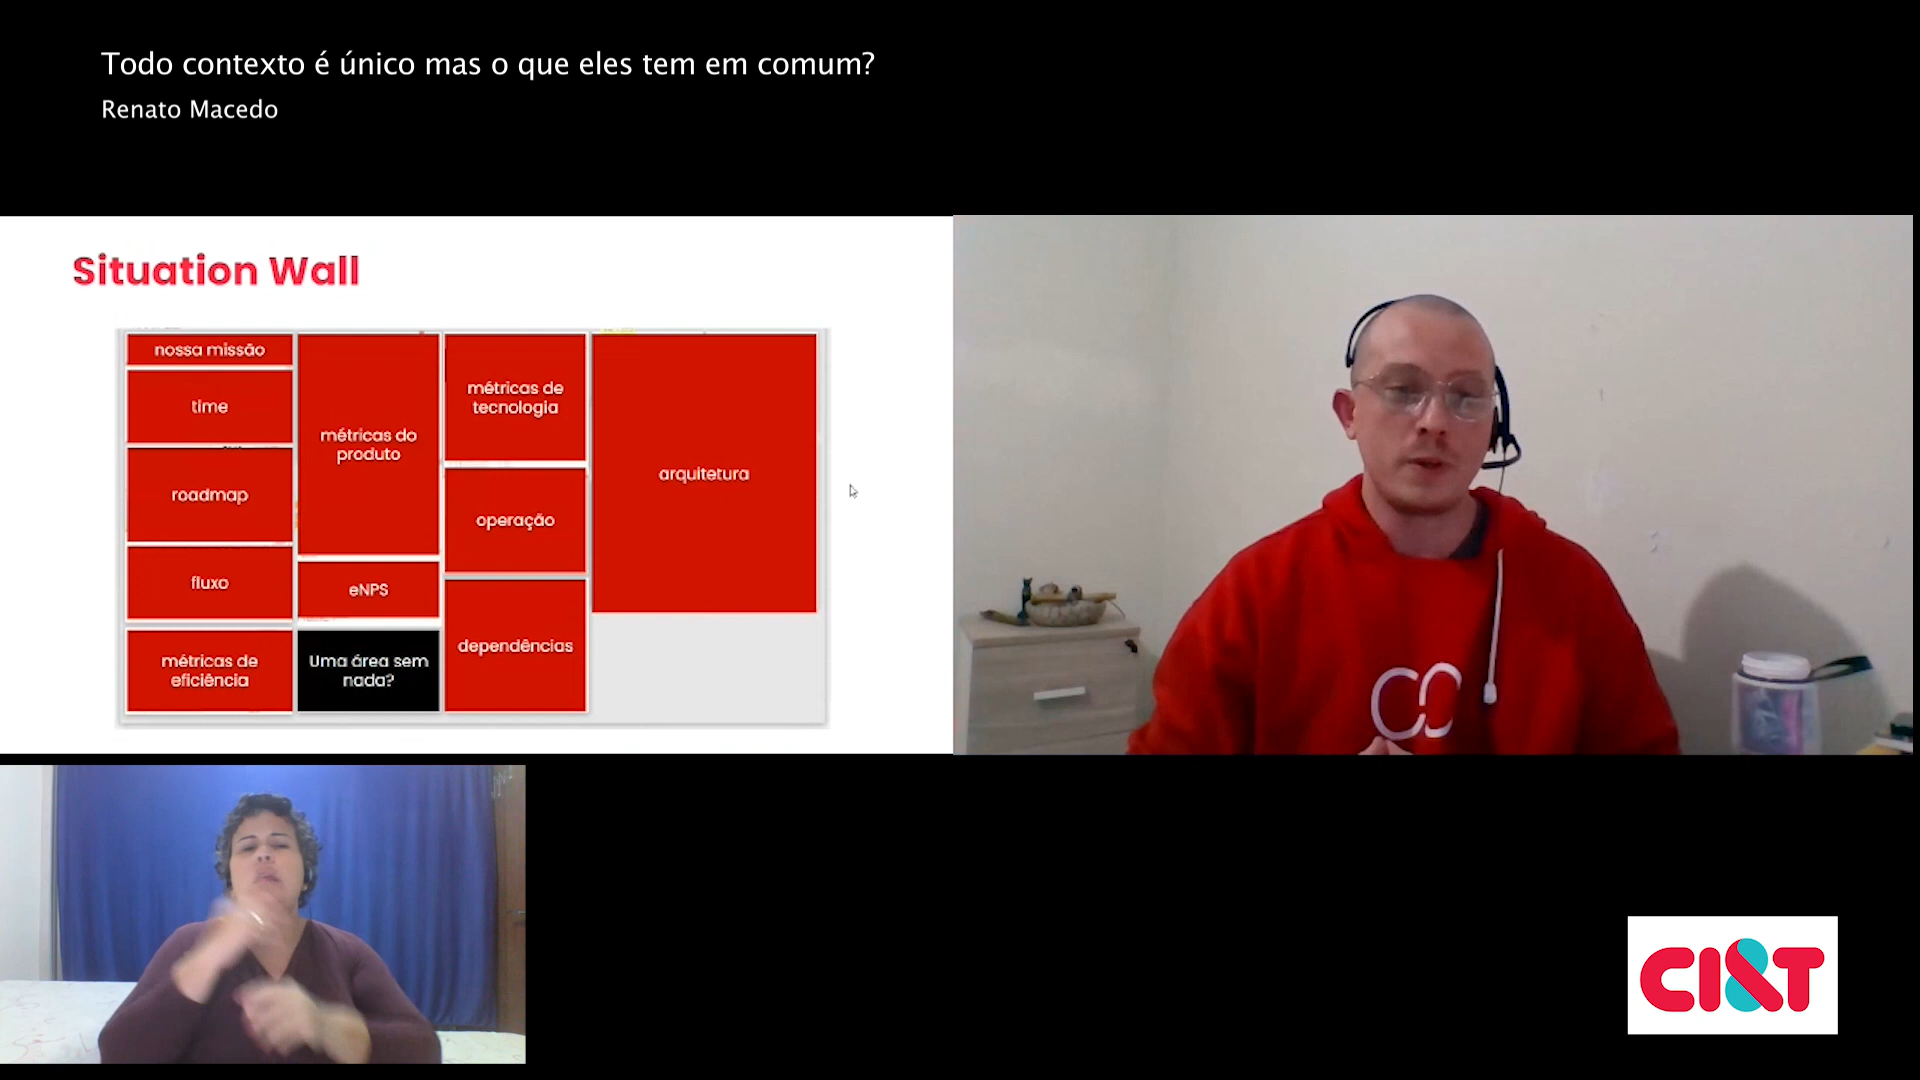 Todo contexto é único mas o que eles tem em comum?
Renato Macedo
Situation Wall
nossa missão
time
roadmap
fluxo
métricas de
eficiência
métricas do
produto
eNPS
Uma área sem
nada?
métricas de
tecnologia
operação
dependências
arquitetura
CI&T